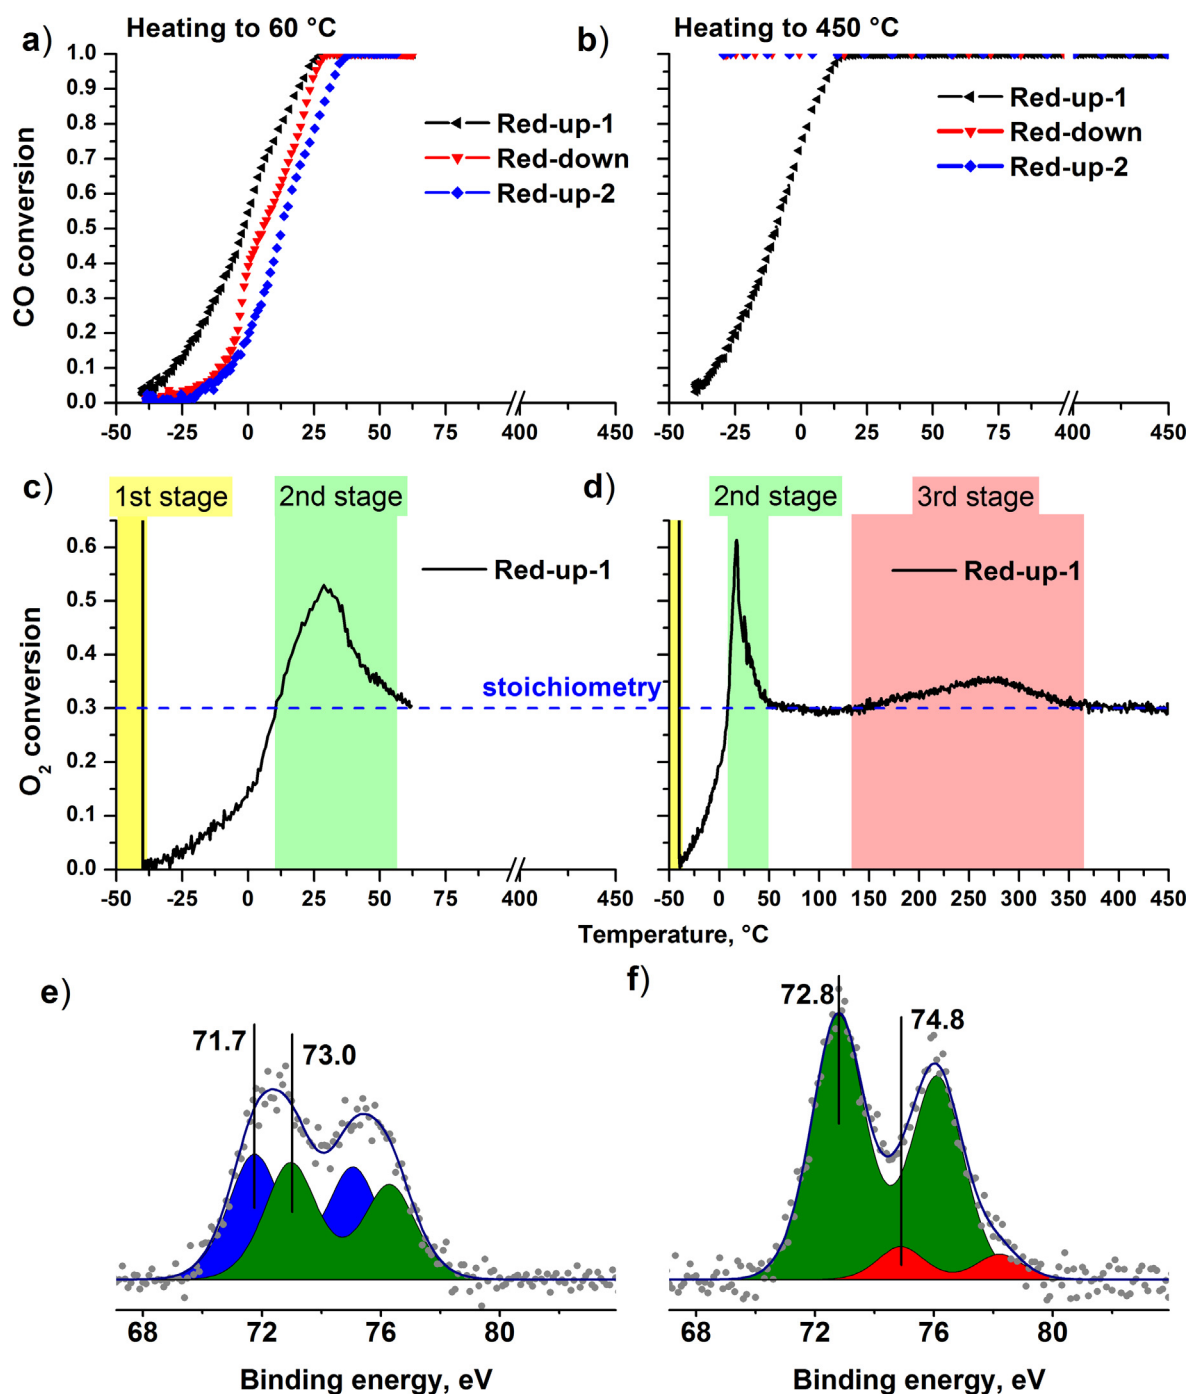 a) Heating to 60 °C
b) Heating to 450 °C
CO conversion
1.0
0.9
0.8
0.7
0.6
0.5
0.4
0.3
0.2
0.1
0.0
Red-up-1
Red-down
Red-up-2
-50 -25 0 25 50 75 400 450
Red-up-1
Red-down
Red-up-2
-50 -25 0 25 50 75 400 450
c) 1st stage 2nd stage
d) 2nd stage 3rd stage
O2 conversion
0.6
0.5
0.4
0.3
0.2
0.1
0.0
Red-up-1
Red-up-1
stoichiometry
-50 -25 0 25 50 75 400 450
-50 0 50 100 150 200 250 300 350 400 450
Temperature, °C
e)
71.7
73.0
68 72 76 80
Binding energy, eV
f)
72.8
74.8
68 72 76 80
Binding energy, eV